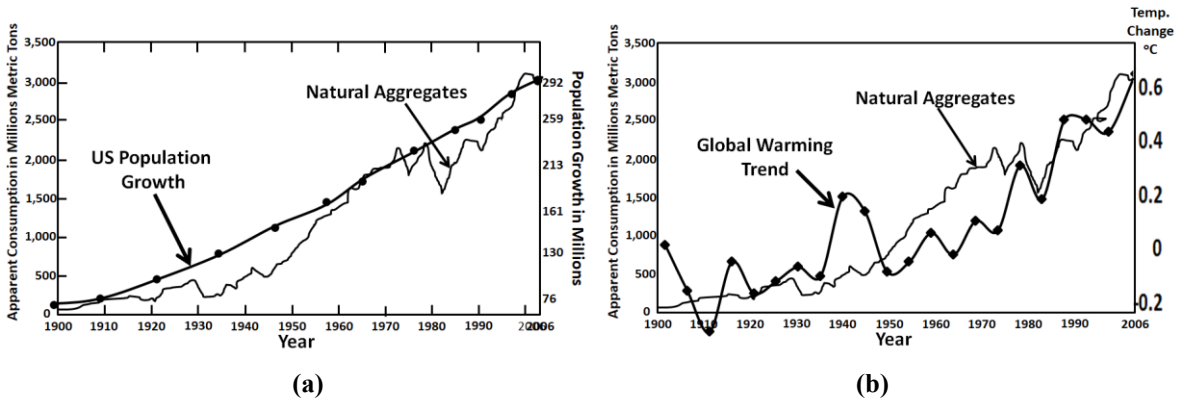 Apparent Consumption in Millions Metric Tons
3,500
3,000
2,500
2,000
1,500
1,000
500
0
Natural Aggregates
US Population
Growth
292
259
213
161
130
76
Population Growth in Millions
1900 1910 1920 1930 1940 1950 1960 1970 1980 1990 2006
Year
(a)
Apparent Consumption in Millions Metric Tons
3,500
3,000
2,500
2,000
1,500
1,000
500
0
Natural Aggregates
Global Warming
Trend
Temp.
Change
°C
0.6
0.4
0.2
0
-0.2
1900 1910 1920 1930 1940 1950 1960 1970 1980 1990 2006
Year
(b)